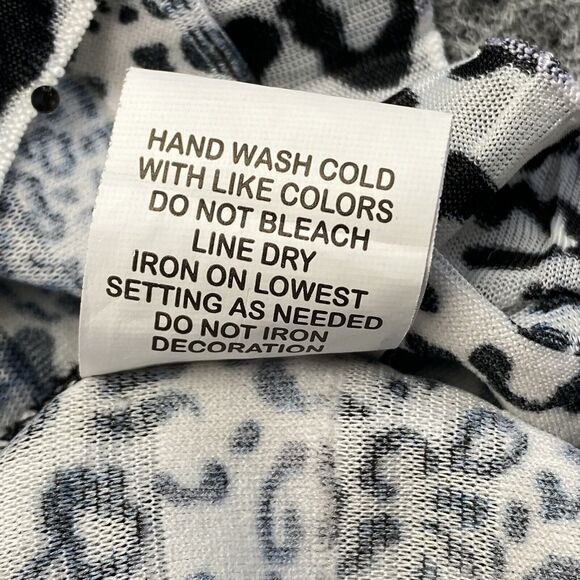 HAND WASH COLD
WITH LIKE COLORS
DO NOT BLEACH
LINE DRY
IRON ON LOWEST
SETTING AS NEEDED
DO NOT IRON
DECORATION